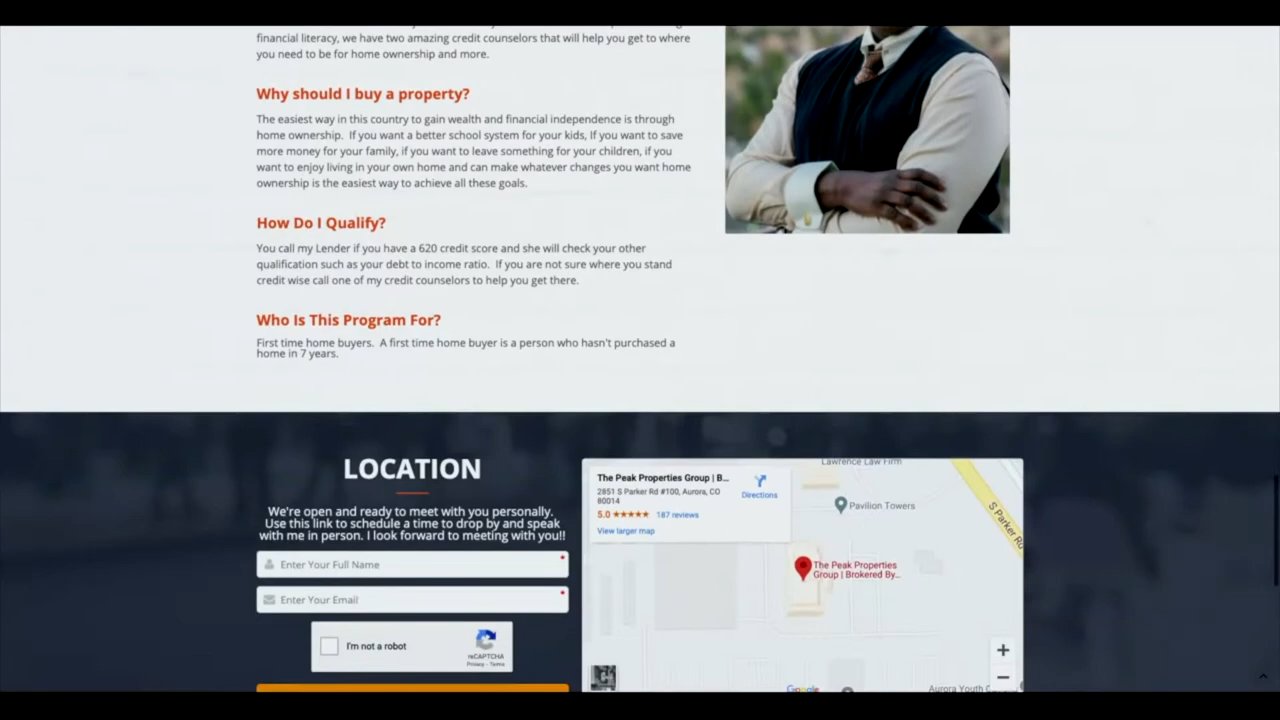 financial literacy, we have two amazing credit counselors that will help you get to where
you need to be for home ownership and more.
Why should I buy a property?
The easiest way in this country to gain wealth and financial independence is through
home ownership.  If you want a better school system for your kids, If you want to save
more money for your family, if you want to leave something for your children, if you
want to enjoy living in your own home and can make whatever changes you want home
ownership is the easiest way to achieve all these goals.
How Do I Qualify?
You call my Lender if you have a 620 credit score and she will check your other
qualification such as your debt to income ratio.  If you are not sure where you stand
credit wise call one of my credit counselors to help you get there.
Who Is This Program For?
First time home buyers.  A first time home buyer is a person who hasn't purchased a
home in 7 years.
LOCATION
We're open and ready to meet with you personally.
Use this link to schedule a time to drop by and speak
with me in person. I look forward to meeting with you!!
Enter Your Full Name
*
Enter Your Email
*
I'm not a robot
reCAPTCHA
Privacy - Terms
Lawrence Law Firm
The Peak Properties Group | B...
2851 S Parker Rd #100, Aurora, CO
80014
5.0 ★★★★★ 187 reviews
View larger map
Directions
Pavilion Towers
S Parker Rd
The Peak Properties
Group | Brokered By...
+
−
Google
Aurora Youth